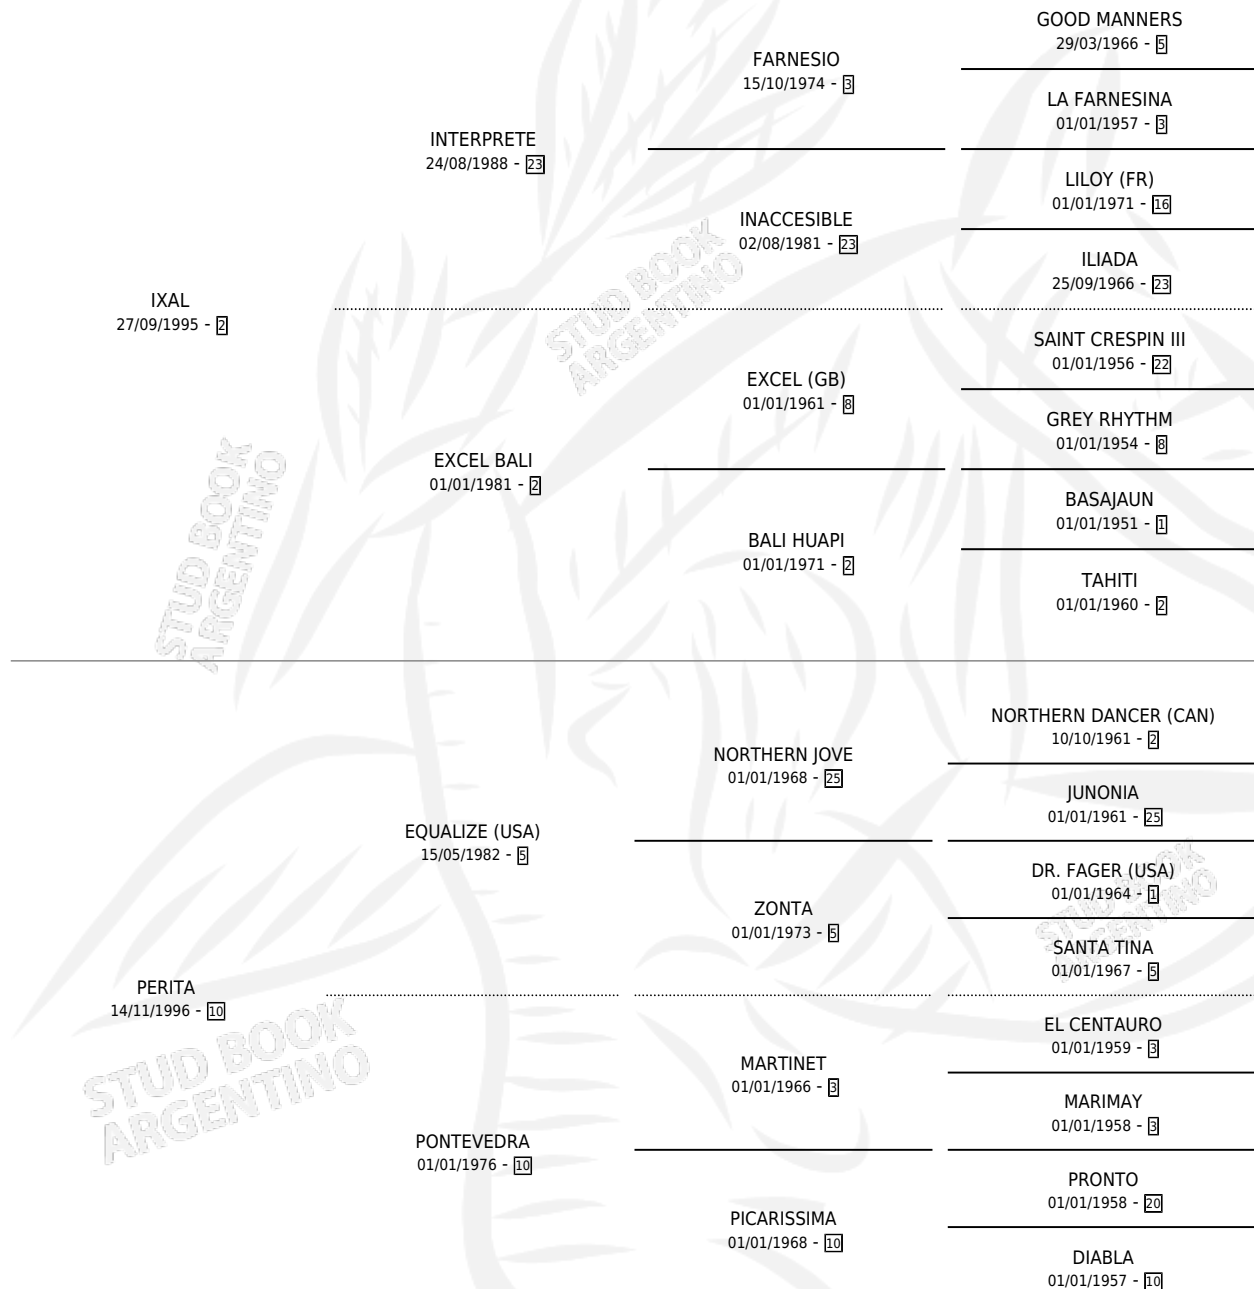 GOOD MANNERS
29/03/1966 - 5
FARNESIO
15/10/1974 - 3
LA FARNESINA
01/01/1957 - 3
INTERPRETE
24/08/1988 - 23
LILOY (FR)
01/01/1971 - 16
INACCESIBLE
02/08/1981 - 23
ILIADA
25/09/1966 - 23
IXAL
27/09/1995 - 2
STUD BOOK
ARGENTINO
SAINT CRESPIN III
01/01/1956 - 22
EXCEL (GB)
01/01/1961 - 8
GREY RHYTHM
01/01/1954 - 8
EXCEL BALI
01/01/1981 - 2
BASAJAUN
01/01/1951 - 1
BALI HUAPI
01/01/1971 - 2
TAHITI
01/01/1960 - 2
STUD BOOK
ARGENTINO
NORTHERN DANCER (CAN)
10/10/1961 - 2
NORTHERN JOVE
01/01/1968 - 25
JUNONIA
01/01/1961 - 25
EQUALIZE (USA)
15/05/1982 - 5
DR. FAGER (USA)
01/01/1964 - 1
ZONTA
01/01/1973 - 5
STUD BOOK
ARGENTINO
SANTA TINA
01/01/1967 - 5
PERITA
14/11/1996 - 10
STUD BOOK
ARGENTINO
EL CENTAURO
01/01/1959 - 3
MARTINET
01/01/1966 - 3
MARIMAY
01/01/1958 - 3
PONTEVEDRA
01/01/1976 - 10
PRONTO
01/01/1958 - 20
PICARISSIMA
01/01/1968 - 10
DIABLA
01/01/1957 - 10